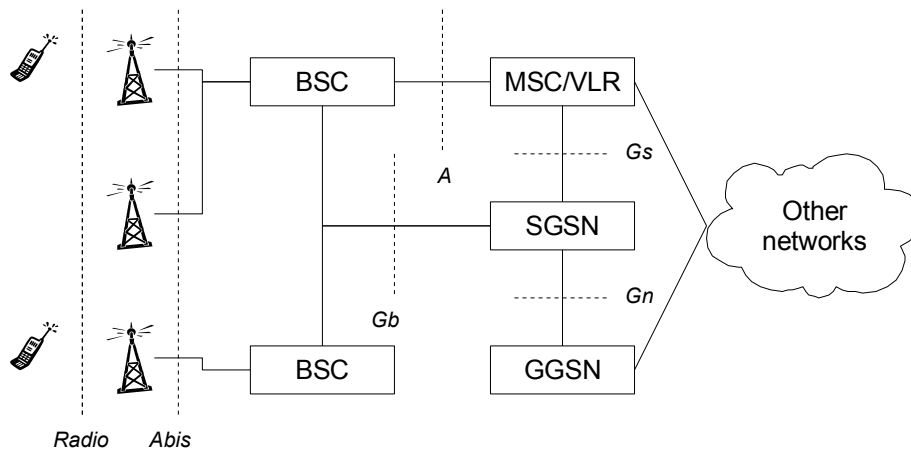 BSC
MSC/VLR
Gs
A
SGSN
Other
networks
Gn
Gb
BSC
GGSN
Radio
Abis